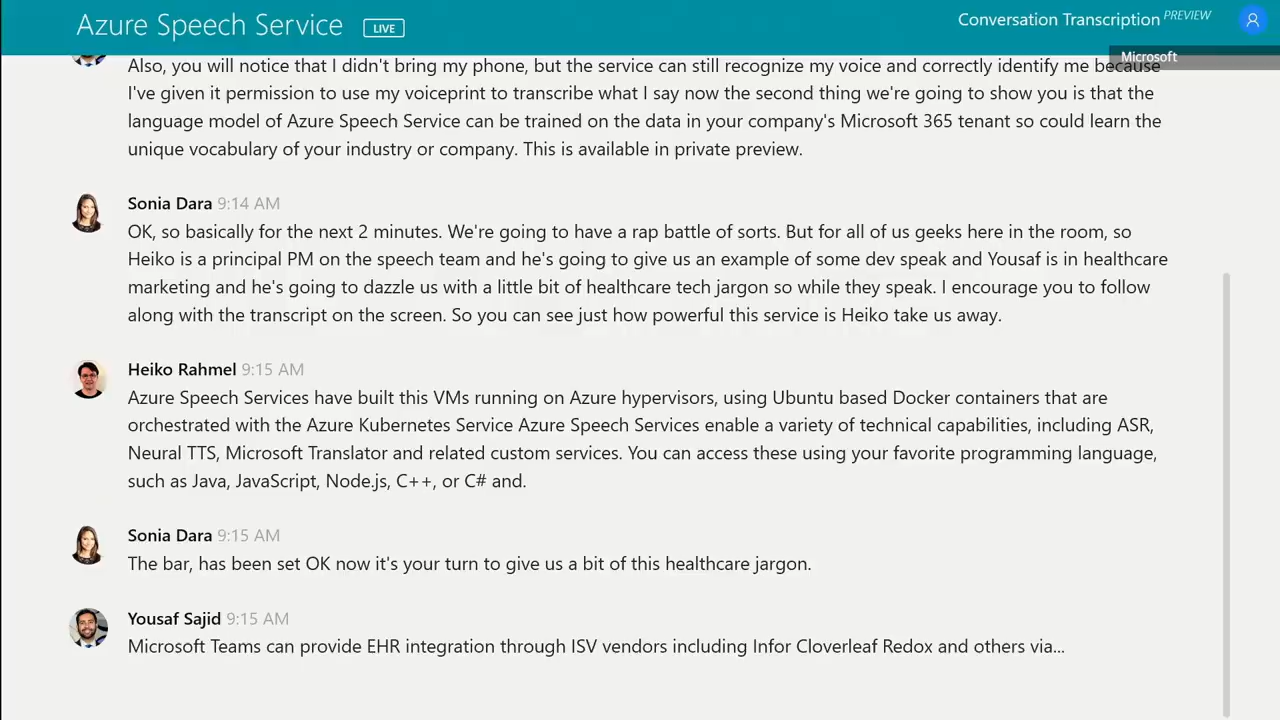 Azure Speech Service LIVE
Conversation Transcription PREVIEW
Microsoft
Also, you will notice that I didn't bring my phone, but the service can still recognize my voice and correctly identify me because
I've given it permission to use my voiceprint to transcribe what I say now the second thing we're going to show you is that the
language model of Azure Speech Service can be trained on the data in your company's Microsoft 365 tenant so could learn the
unique vocabulary of your industry or company. This is available in private preview.
Sonia Dara 9:14 AM
OK, so basically for the next 2 minutes. We're going to have a rap battle of sorts. But for all of us geeks here in the room, so
Heiko is a principal PM on the speech team and he's going to give us an example of some dev speak and Yousaf is in healthcare
marketing and he's going to dazzle us with a little bit of healthcare tech jargon so while they speak. I encourage you to follow
along with the transcript on the screen. So you can see just how powerful this service is Heiko take us away.
Heiko Rahmel 9:15 AM
Azure Speech Services have built this VMs running on Azure hypervisors, using Ubuntu based Docker containers that are
orchestrated with the Azure Kubernetes Service Azure Speech Services enable a variety of technical capabilities, including ASR,
Neural TTS, Microsoft Translator and related custom services. You can access these using your favorite programming language,
such as Java, JavaScript, Node.js, C++, or C# and.
Sonia Dara 9:15 AM
The bar, has been set OK now it's your turn to give us a bit of this healthcare jargon.
Yousaf Sajid 9:15 AM
Microsoft Teams can provide EHR integration through ISV vendors including Infor Cloverleaf Redox and others via...